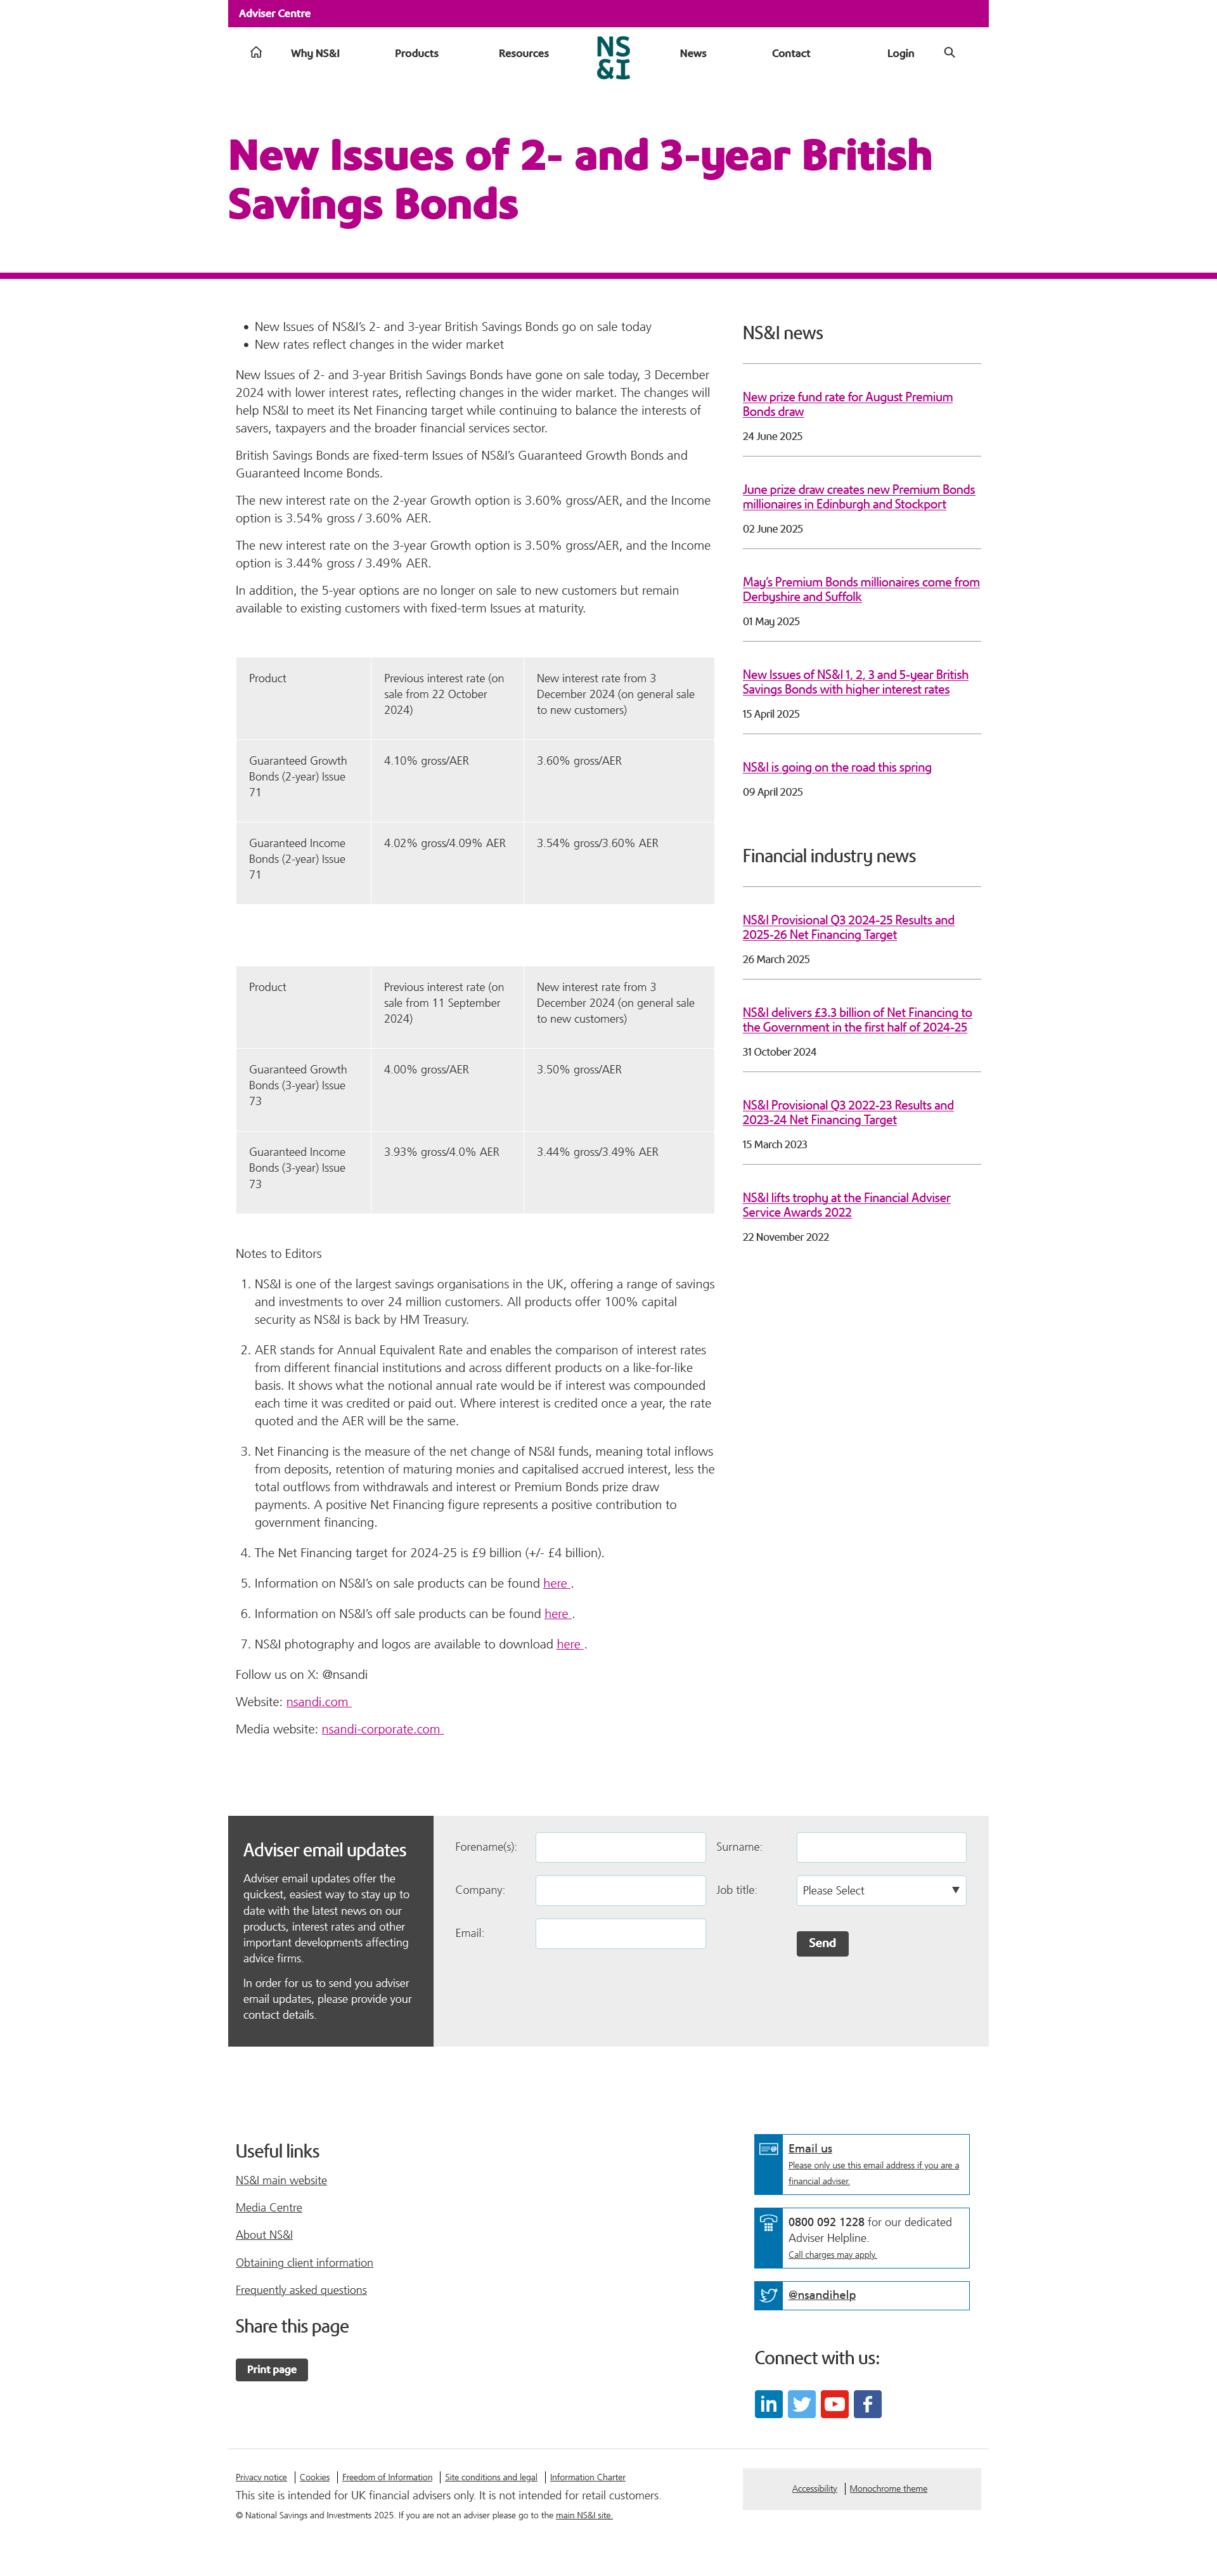 Adviser Centre
Why NS&I
Products
Resources
NS
&I
News
Contact
Login
New Issues of 2- and 3-year British
Savings Bonds
• New Issues of NS&I’s 2- and 3-year British Savings Bonds go on sale today
• New rates reflect changes in the wider market
New Issues of 2- and 3-year British Savings Bonds have gone on sale today, 3 December
2024 with lower interest rates, reflecting changes in the wider market. The changes will
help NS&I to meet its Net Financing target while continuing to balance the interests of
savers, taxpayers and the broader financial services sector.
British Savings Bonds are fixed-term Issues of NS&I’s Guaranteed Growth Bonds and
Guaranteed Income Bonds.
The new interest rate on the 2-year Growth option is 3.60% gross/AER, and the Income
option is 3.54% gross / 3.60% AER.
The new interest rate on the 3-year Growth option is 3.50% gross/AER, and the Income
option is 3.44% gross / 3.49% AER.
In addition, the 5-year options are no longer on sale to new customers but remain
available to existing customers with fixed-term Issues at maturity.
Product
Previous interest rate (on
sale from 22 October
2024)
New interest rate from 3
December 2024 (on general sale
to new customers)
Guaranteed Growth
Bonds (2-year) Issue
71
4.10% gross/AER
3.60% gross/AER
Guaranteed Income
Bonds (2-year) Issue
71
4.02% gross/4.09% AER
3.54% gross/3.60% AER
Product
Previous interest rate (on
sale from 11 September
2024)
New interest rate from 3
December 2024 (on general sale
to new customers)
Guaranteed Growth
Bonds (3-year) Issue
73
4.00% gross/AER
3.50% gross/AER
Guaranteed Income
Bonds (3-year) Issue
73
3.93% gross/4.0% AER
3.44% gross/3.49% AER
Notes to Editors
1. NS&I is one of the largest savings organisations in the UK, offering a range of savings
and investments to over 24 million customers. All products offer 100% capital
security as NS&I is back by HM Treasury.
2. AER stands for Annual Equivalent Rate and enables the comparison of interest rates
from different financial institutions and across different products on a like-for-like
basis. It shows what the notional annual rate would be if interest was compounded
each time it was credited or paid out. Where interest is credited once a year, the rate
quoted and the AER will be the same.
3. Net Financing is the measure of the net change of NS&I funds, meaning total inflows
from deposits, retention of maturing monies and capitalised accrued interest, less the
total outflows from withdrawals and interest or Premium Bonds prize draw
payments. A positive Net Financing figure represents a positive contribution to
government financing.
4. The Net Financing target for 2024-25 is £9 billion (+/- £4 billion).
5. Information on NS&I’s on sale products can be found here .
6. Information on NS&I’s off sale products can be found here .
7. NS&I photography and logos are available to download here .
Follow us on X: @nsandi
Website: nsandi.com
Media website: nsandi-corporate.com
NS&I news
New prize fund rate for August Premium
Bonds draw
24 June 2025
June prize draw creates new Premium Bonds
millionaires in Edinburgh and Stockport
02 June 2025
May’s Premium Bonds millionaires come from
Derbyshire and Suffolk
01 May 2025
New Issues of NS&I 1, 2, 3 and 5-year British
Savings Bonds with higher interest rates
15 April 2025
NS&I is going on the road this spring
09 April 2025
Financial industry news
NS&I Provisional Q3 2024-25 Results and
2025-26 Net Financing Target
26 March 2025
NS&I delivers £3.3 billion of Net Financing to
the Government in the first half of 2024-25
31 October 2024
NS&I Provisional Q3 2022-23 Results and
2023-24 Net Financing Target
15 March 2023
NS&I lifts trophy at the Financial Adviser
Service Awards 2022
22 November 2022
Adviser email updates
Adviser email updates offer the
quickest, easiest way to stay up to
date with the latest news on our
products, interest rates and other
important developments affecting
advice firms.
In order for us to send you adviser
email updates, please provide your
contact details.
Forename(s):
Surname:
Company:
Job title:
Please Select
Email:
Send
Useful links
NS&I main website
Media Centre
About NS&I
Obtaining client information
Frequently asked questions
Share this page
Print page
Email us
Please only use this email address if you are a
financial adviser.
0800 092 1228 for our dedicated
Adviser Helpline.
Call charges may apply.
@nsandihelp
Connect with us:
in
f
Privacy notice | Cookies | Freedom of Information | Site conditions and legal | Information Charter
This site is intended for UK financial advisers only. It is not intended for retail customers.
© National Savings and Investments 2025. If you are not an adviser please go to the main NS&I site.
Accessibility | Monochrome theme